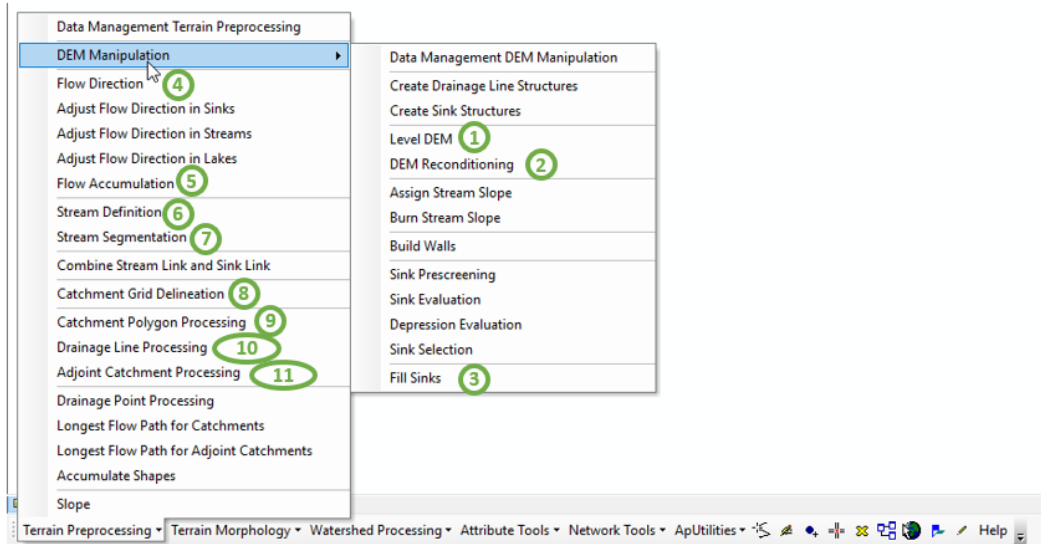 Data Management Terrain Preprocessing
DEM Manipulation
Flow Direction 4
Adjust Flow Direction in Sinks
Adjust Flow Direction in Streams
Adjust Flow Direction in Lakes
Flow Accumulation 5
Stream Definition 6
Stream Segmentation 7
Combine Stream Link and Sink Link
Catchment Grid Delineation 8
Catchment Polygon Processing 9
Drainage Line Processing 10
Adjoint Catchment Processing 11
Drainage Point Processing
Longest Flow Path for Catchments
Longest Flow Path for Adjoint Catchments
Accumulate Shapes
Slope
Data Management DEM Manipulation
Create Drainage Line Structures
Create Sink Structures
Level DEM 1
DEM Reconditioning 2
Assign Stream Slope
Burn Stream Slope
Build Walls
Sink Prescreening
Sink Evaluation
Depression Evaluation
Sink Selection
Fill Sinks 3
Terrain Preprocessing Terrain Morphology Watershed Processing Attribute Tools Network Tools ApUtilities Help